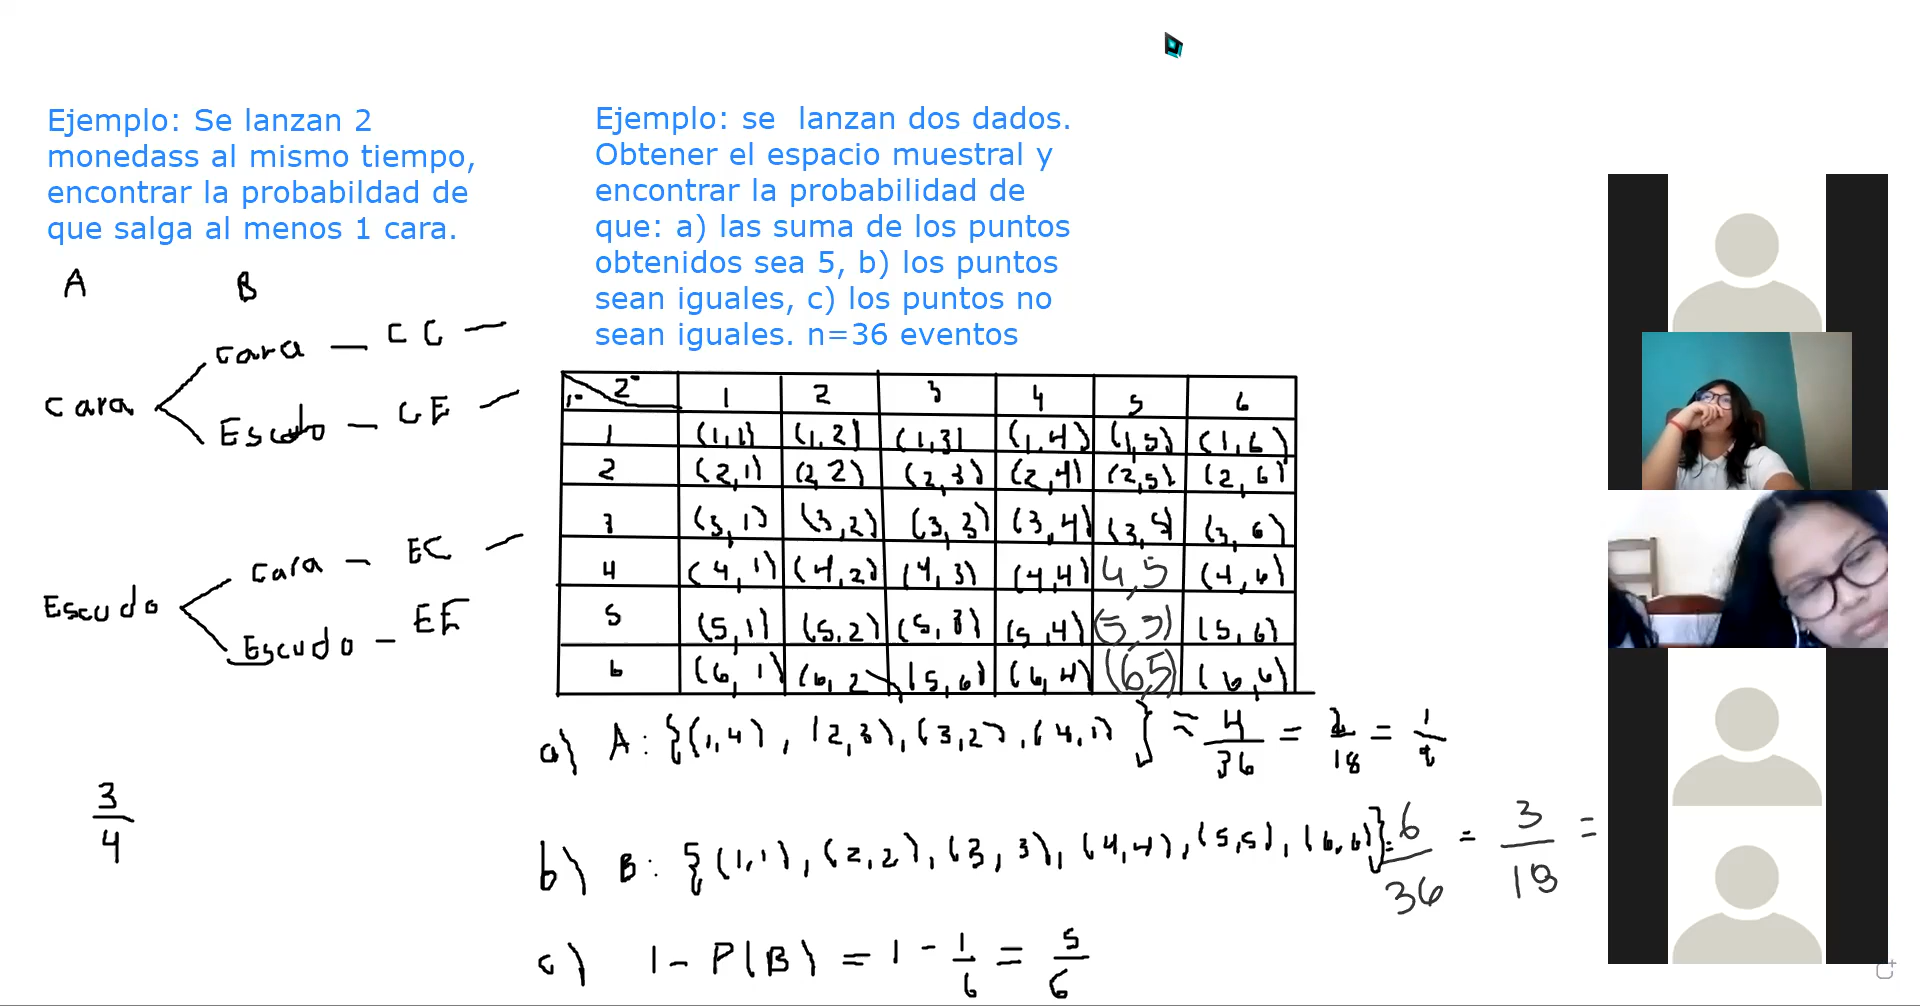 Ejemplo: Se lanzan 2
monedass al mismo tiempo,
encontrar la probabildad de
que salga al menos 1 cara.
A B
Cara
Cara — CC —
Escudo — CE —
Escudo
Cara — EC —
Escudo — EE
3
4
Ejemplo: se lanzan dos dados.
Obtener el espacio muestral y
encontrar la probabilidad de
que: a) las suma de los puntos
obtenidos sea 5, b) los puntos
sean iguales, c) los puntos no
sean iguales. n=36 eventos
1° 2° 1 2 3 4 5 6
1 (1,1) (1,2) (1,3) (1,4) (1,5) (1,6)
2 (2,1) (2,2) (2,3) (2,4) (2,5) (2,6)
3 (3,1) (3,2) (3,3) (3,4) (3,5) (3,6)
4 (4,1) (4,2) (4,3) (4,4) 4,5 (4,6)
5 (5,1) (5,2) (5,3) (5,4) (5,5) (5,6)
6 (6,1) (6,2 (5,6) (6,4) (6,5) (6,6)
a) A: {(1,4), (2,3), (3,2), (4,1)} = 4/36 = 2/18 = 1/9
b) B: {(1,1), (2,2), (3,3), (4,4), (5,5), (6,6)} = 6/36 = 3/18 =
c) 1 - P(B) = 1 - 1/6 = 5/6